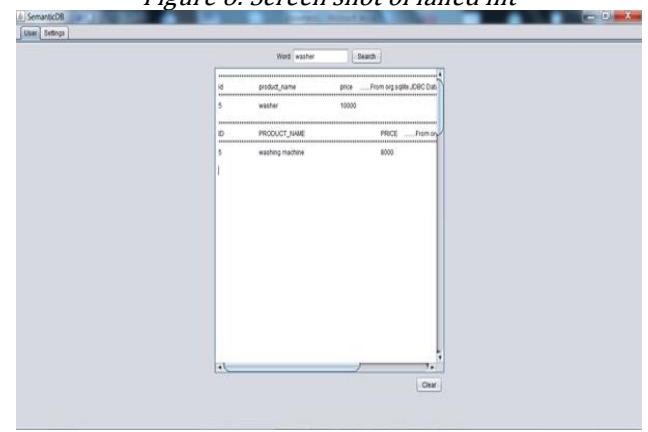 Figure 6: Screen shot of failed hit
SemanticDB
User Settings
Word washer Search
id product_name price ......From org.sqlite.JDBC Dat
5 washer 10000
ID PRODUCT_NAME PRICE ......From or
5 washing machine 8000
Clear